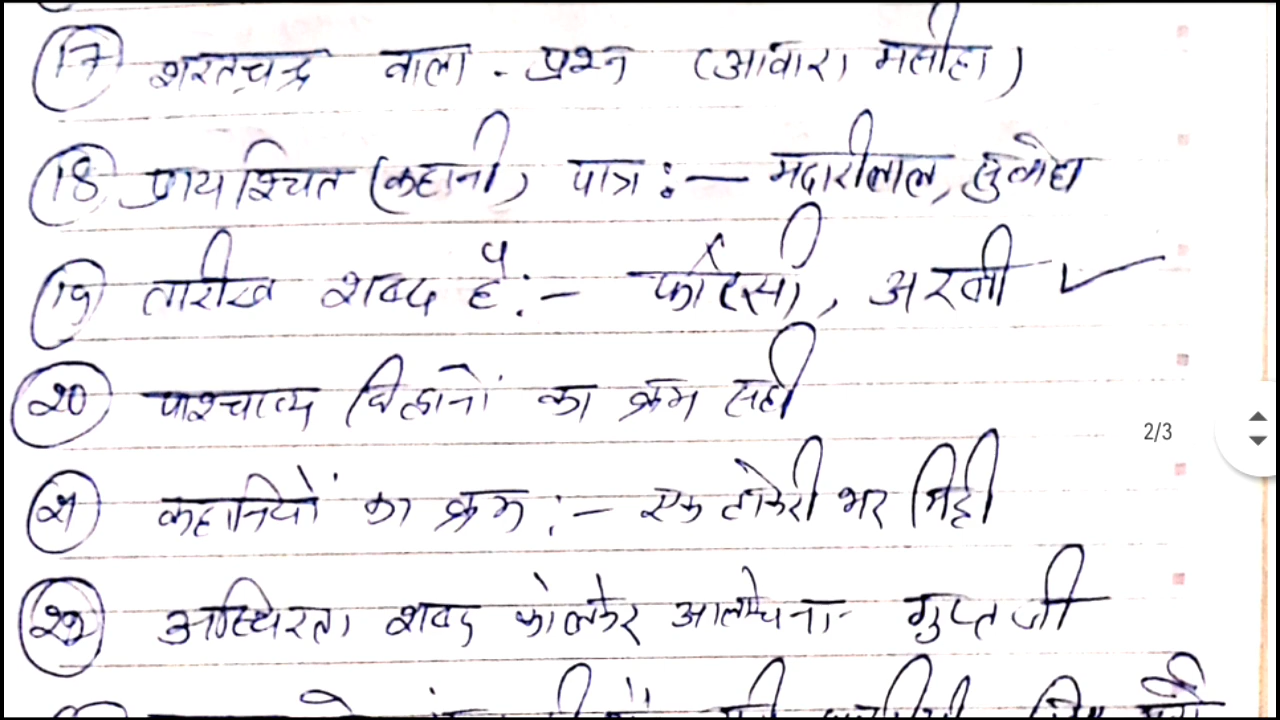 (17) शरतचन्द्र वाला - प्रश्न (आवारा मसीहा)
(18) प्रायश्चित (कहानी) पात्र :— मदारीलाल, सुबोध
(19) तारीख शब्द है :- फारसी, अरबी ✓
(20) पाश्चात्य विद्वानों का क्रम सही
2/3
(21) कहानियों का क्रम :- एक टोकरी भर मिट्टी
अस्थिरता शब्द को लेकर आलोचना - गुप्त जी